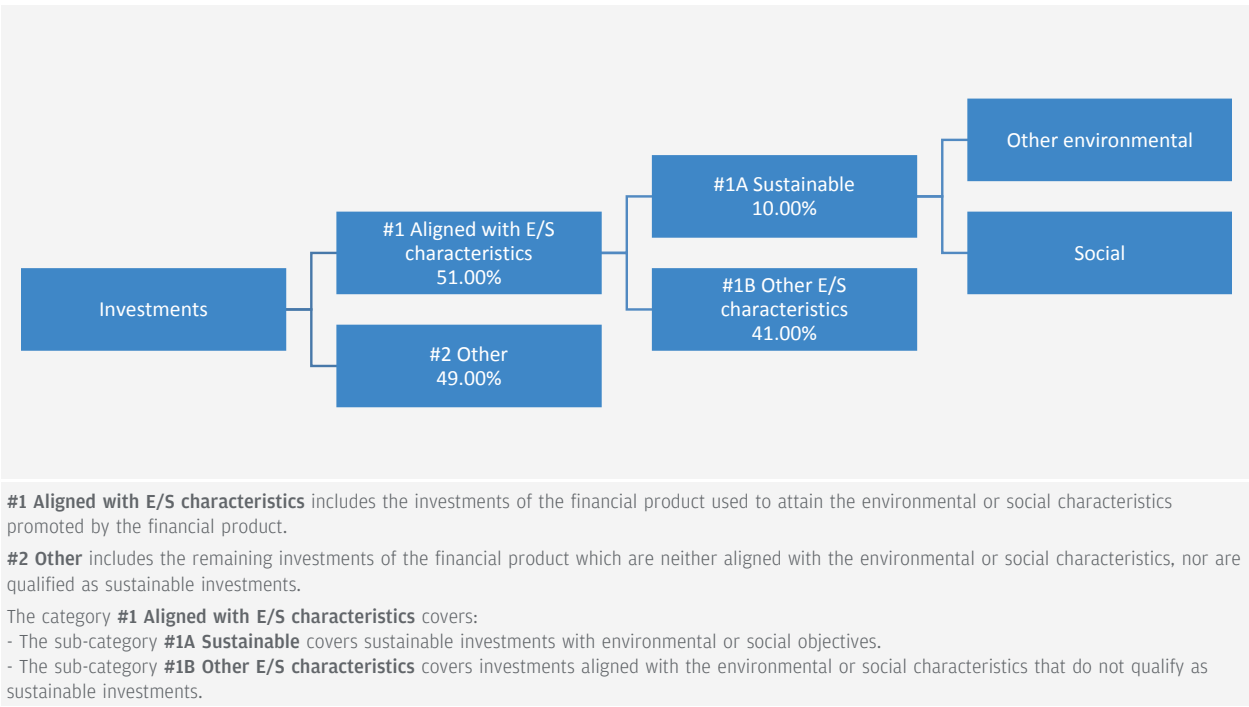 Investments
#1 Aligned with E/S
characteristics
51.00%
#2 Other
49.00%
#1A Sustainable
10.00%
#1B Other E/S
characteristics
41.00%
Other environmental
Social
#1 Aligned with E/S characteristics includes the investments of the financial product used to attain the environmental or social characteristics
promoted by the financial product.
#2 Other includes the remaining investments of the financial product which are neither aligned with the environmental or social characteristics, nor are
qualified as sustainable investments.
The category #1 Aligned with E/S characteristics covers:
- The sub-category #1A Sustainable covers sustainable investments with environmental or social objectives.
- The sub-category #1B Other E/S characteristics covers investments aligned with the environmental or social characteristics that do not qualify as
sustainable investments.